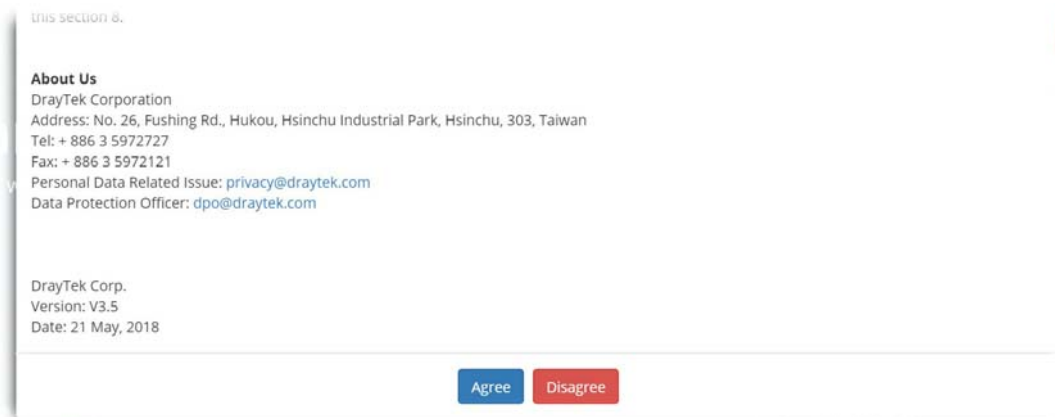 this section 8.
About Us
DrayTek Corporation
Address: No. 26, Fushing Rd., Hukou, Hsinchu Industrial Park, Hsinchu, 303, Taiwan
Tel: + 886 3 5972727
Fax: + 886 3 5972121
Personal Data Related Issue: privacy@draytek.com
Data Protection Officer: dpo@draytek.com
DrayTek Corp.
Version: V3.5
Date: 21 May, 2018
Agree Disagree